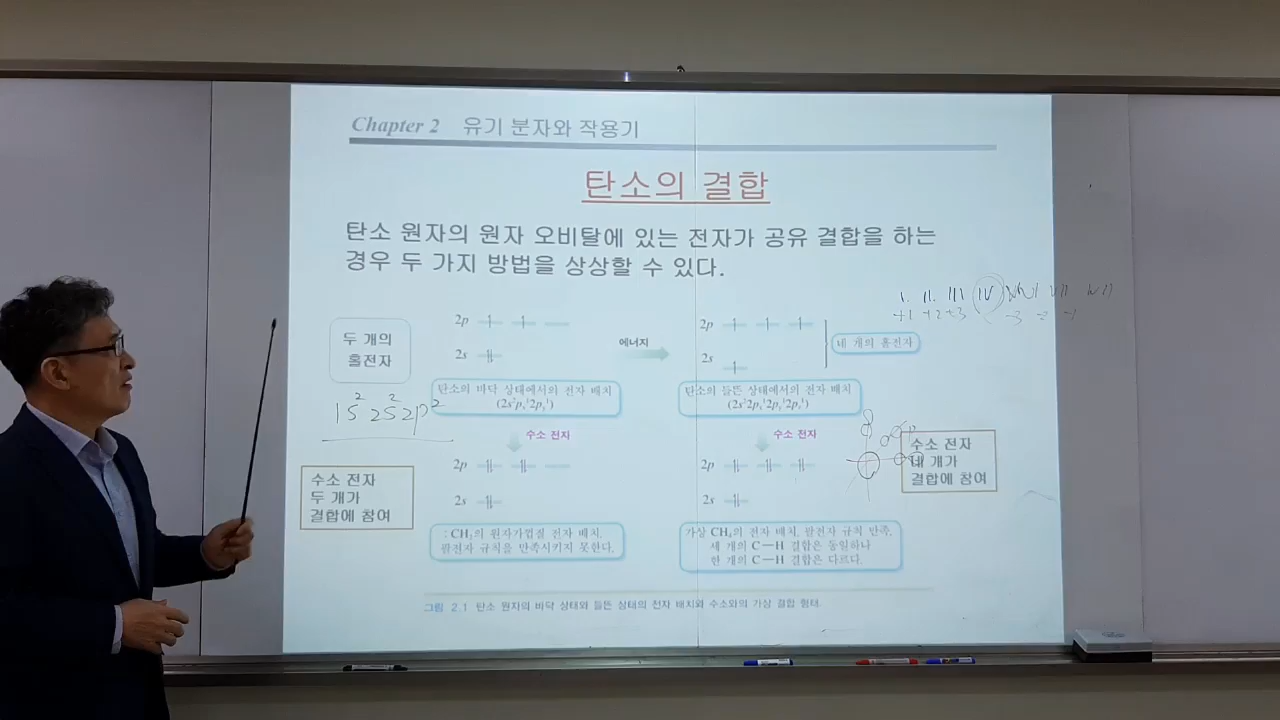 Chapter 2 유기 분자와 작용기
탄소의 결합
탄소 원자의 원자 오비탈에 있는 전자가 공유 결합을 하는
경우 두 가지 방법을 상상할 수 있다.
I II III IV
+1 +2 +3 -3
두 개의
홀전자
2p
2s
에너지
2p
2s
네 개의 홀전자
탄소의 바닥 상태에서의 전자 배치
탄소의 들뜬 상태에서의 전자 배치
1S² 2S² 2P²
수소 전자
수소 전자
수소 전자
두 개가
결합에 참여
2p
2s
2p
2s
수소 전자
네 개가
결합에 참여
: CH₂의 원자가껍질 전자 배치.
팔전자 규칙을 만족시키지 못한다.
가상 CH₄의 전자 배치. 팔전자 규칙 만족.
세 개의 C—H 결합은 동일하나
한 개의 C—H 결합은 다르다.
그림 2.1 탄소 원자의 바닥 상태와 들뜬 상태의 전자 배치와 수소와의 가상 결합 형태.